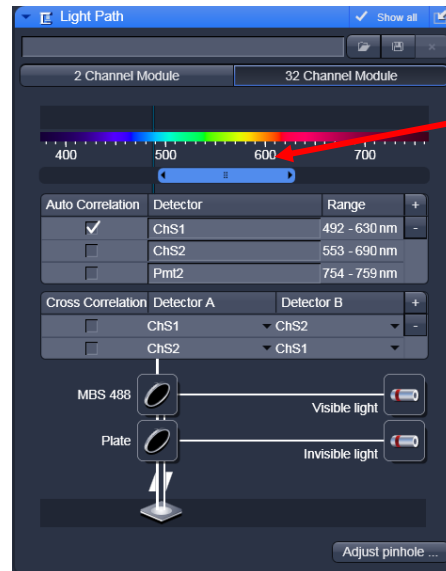 Light Path Show all
2 Channel Module 32 Channel Module
400 500 600 700
Auto Correlation Detector Range +
ChS1 492 - 630 nm -
ChS2 553 - 690 nm
Pmt2 754 - 759 nm
Cross Correlation Detector A Detector B +
ChS1 ChS2 -
ChS2 ChS1
MBS 488
Visible light
Plate
Invisible light
Adjust pinhole ...